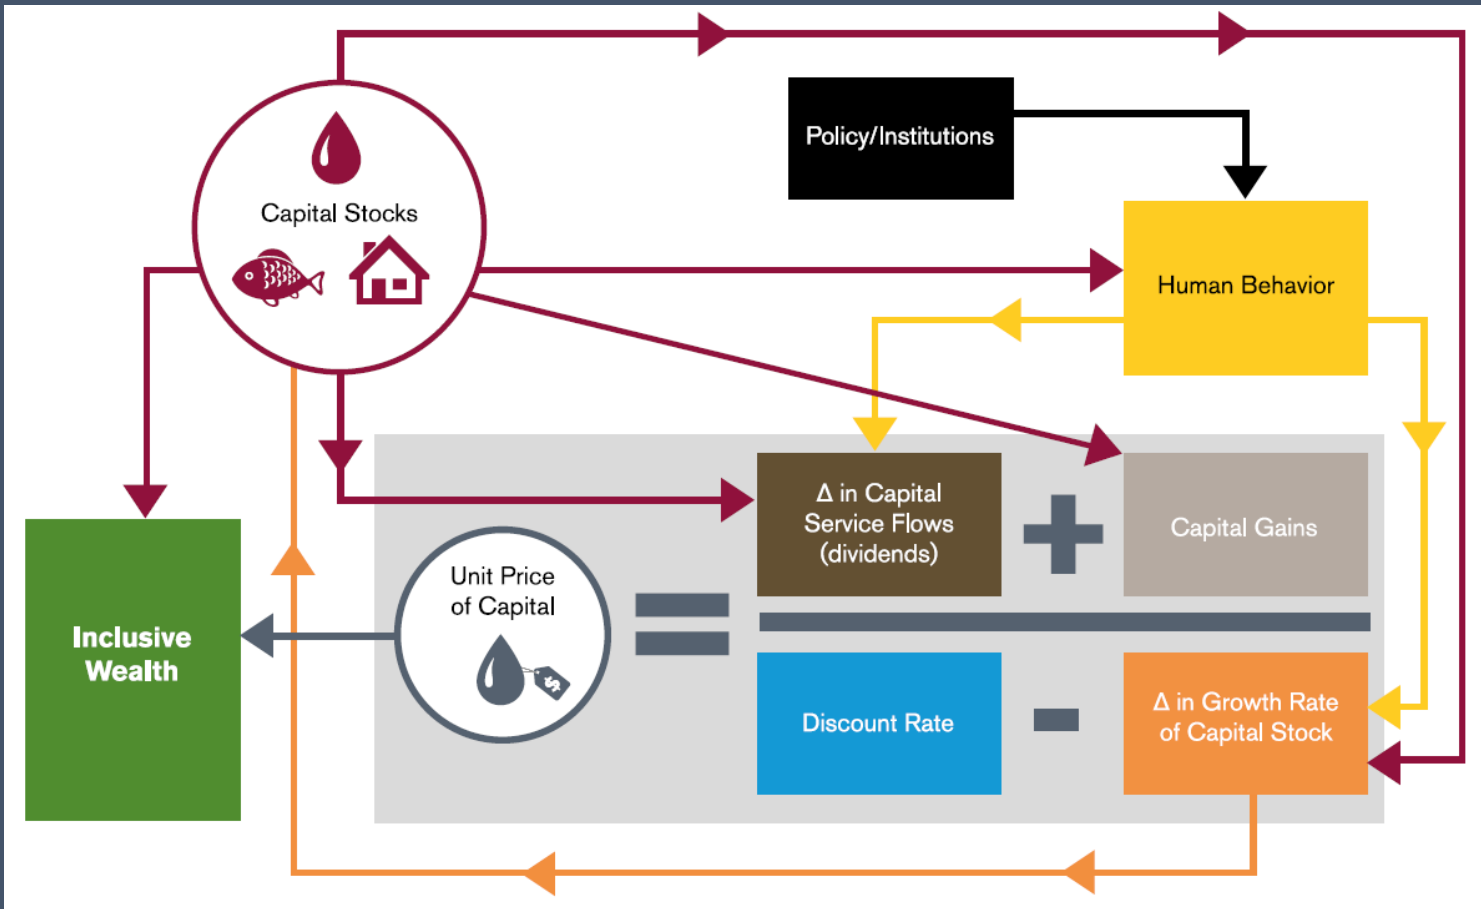 Policy/Institutions
Capital Stocks
Human Behavior
Δ in Capital
Service Flows
(dividends)
Capital Gains
Unit Price
of Capital
$
Inclusive
Wealth
Discount Rate
Δ in Growth Rate
of Capital Stock